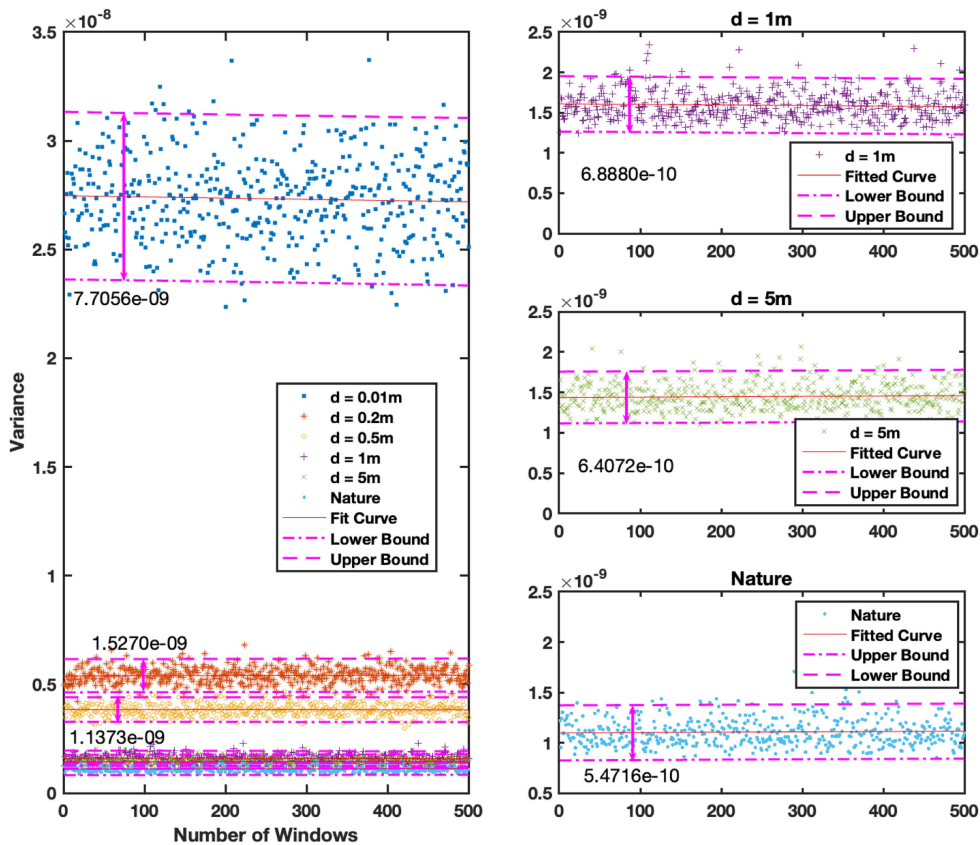 ×10⁻⁸
3.5
3
2.5
2
1.5
1
0.5
0
0 100 200 300 400 500
Variance
Number of Windows
7.7056e-09
1.5270e-09
1.1373e-09
d = 0.01m
d = 0.2m
d = 0.5m
d = 1m
d = 5m
Nature
Fit Curve
Lower Bound
Upper Bound
d = 1m
×10⁻⁹
2.5
2
1.5
1
0.5
0
0 100 200 300 400 500
6.8880e-10
d = 1m
Fitted Curve
Lower Bound
Upper Bound
d = 5m
×10⁻⁹
2.5
2
1.5
1
0.5
0
0 100 200 300 400 500
6.4072e-10
d = 5m
Fitted Curve
Lower Bound
Upper Bound
Nature
×10⁻⁹
2.5
2
1.5
1
0.5
0 100 200 300 400 500
5.4716e-10
Nature
Fitted Curve
Upper Bound
Lower Bound